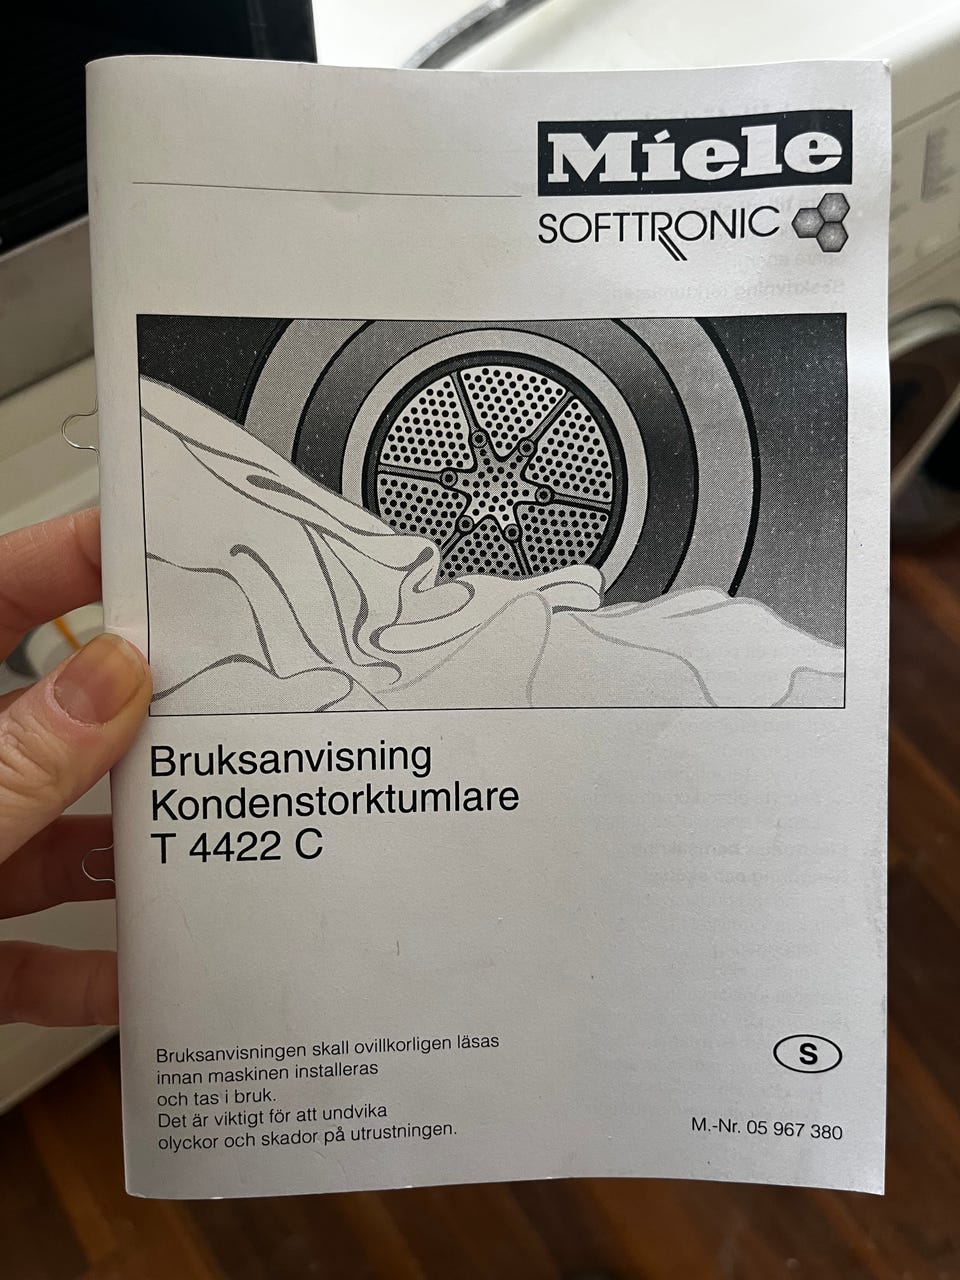 Miele
SOFTTRONIC
Bruksanvisning
Kondenstorktumlare
T 4422 C
Bruksanvisningen skall ovillkorligen läsas
innan maskinen installeras
och tas i bruk.
Det är viktigt för att undvika
olyckor och skador på utrustningen.
S
M.-Nr. 05 967 380